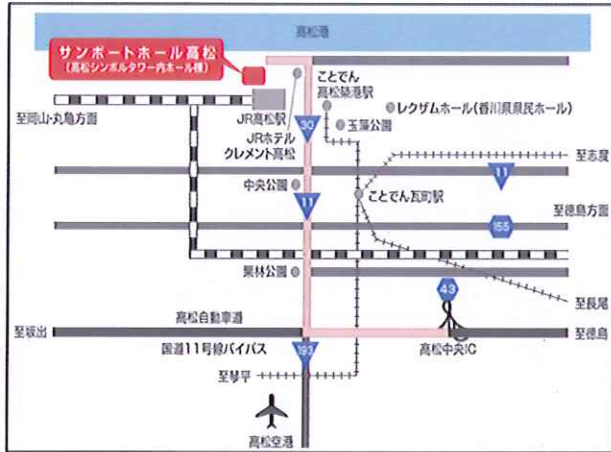 高松港
サンポートホール高松
(高松シンボルタワー内ホール棟)
ことでん
高松築港駅
レクザムホール(香川県県民ホール)
至岡山・丸亀方面
JR高松駅
玉藻公園
30
JRホテル
クレメント高松
至志度
11
中央公園
11
ことでん瓦町駅
至徳島方面
155
栗林公園
43
至長尾
高松自動車道
至坂出
至徳島
国道11号線バイパス
193
高松中央IC
至琴平
高松空港